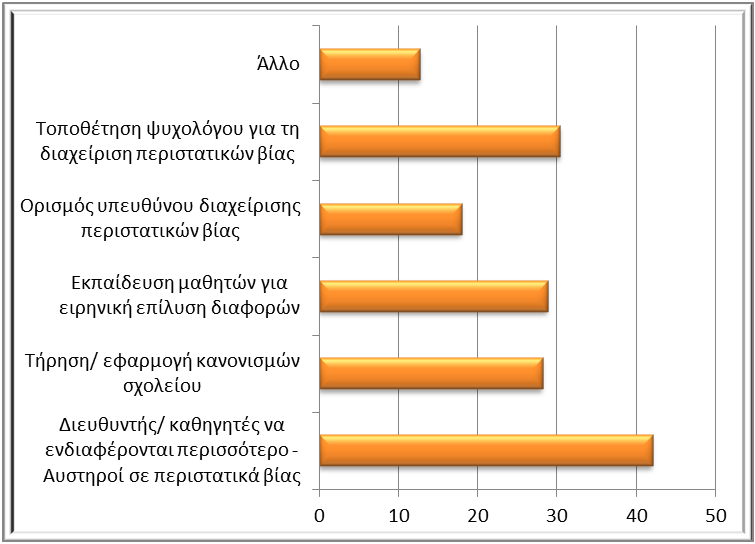 Άλλο
Τοποθέτηση ψυχολόγου για τη
διαχείριση περιστατικών βίας
Ορισμός υπευθύνου διαχείρισης
περιστατικών βίας
Εκπαίδευση μαθητών για
ειρηνική επίλυση διαφορών
Τήρηση/ εφαρμογή κανονισμών
σχολείου
Διευθυντής/ καθηγητές να
ενδιαφέρονται περισσότερο -
Αυστηροί σε περιστατικά βίας
0 10 20 30 40 50